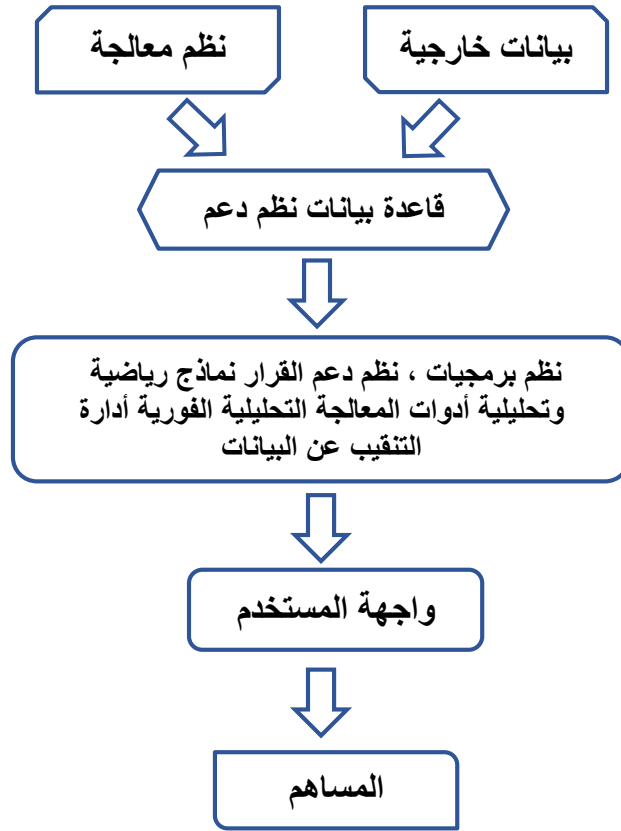 بيانات خارجية
نظم معالجة
قاعدة بيانات نظم دعم
نظم برمجيات ، نظم دعم القرار نماذج رياضية
وتحليلية أدوات المعالجة التحليلية الفورية أدارة
التنقيب عن البيانات
واجهة المستخدم
المساهم